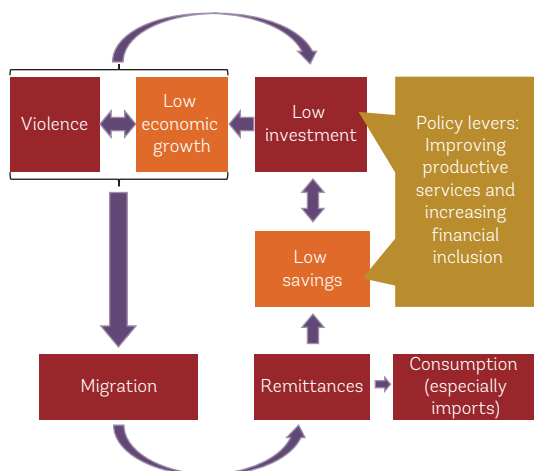 Violence
Low
economic
growth
Low
investment
Policy levers:
Improving
productive
services and
increasing
financial
inclusion
Low
savings
Migration
Remittances
Consumption
(especially
imports)